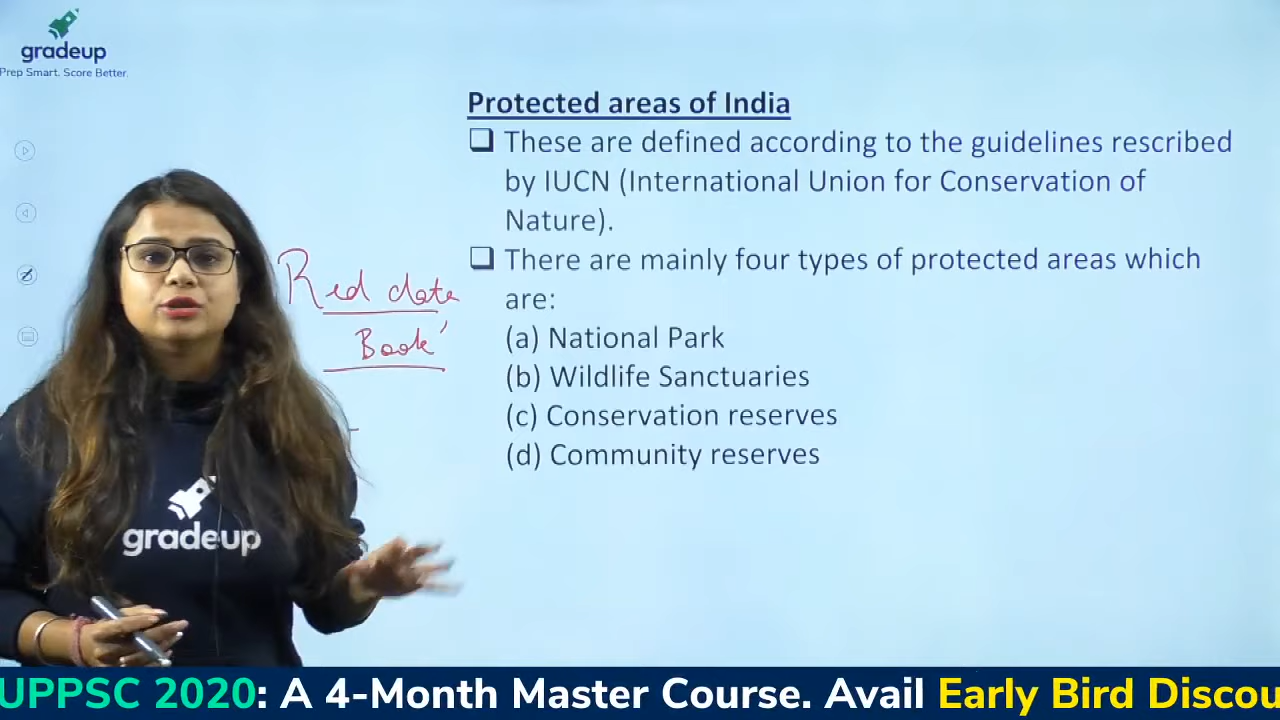 gradeup
Prep Smart. Score Better.
Protected areas of India
These are defined according to the guidelines rescribed
by IUCN (International Union for Conservation of
Nature).
There are mainly four types of protected areas which
are:
(a) National Park
(b) Wildlife Sanctuaries
(c) Conservation reserves
(d) Community reserves
Red data
Book'
gradeup
UPPSC 2020: A 4-Month Master Course. Avail Early Bird Discou